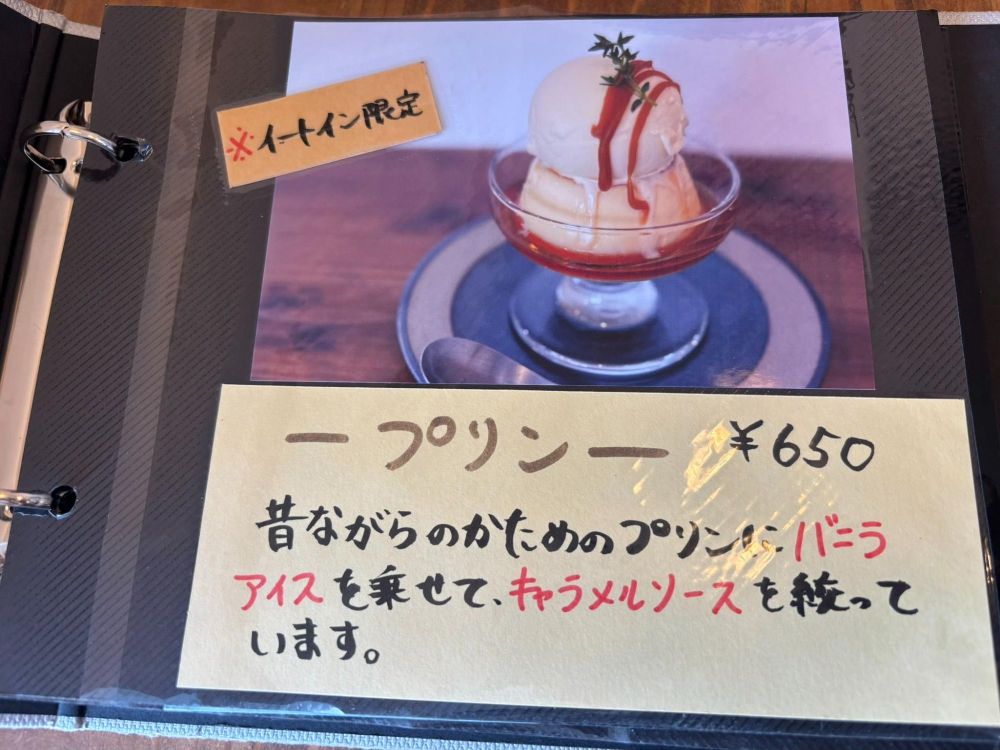 ※イートイン限定
ープリンー ¥650
昔ながらのかためのプリンにバニラ
アイスを乗せて、キャラメルソースを絞って
います。